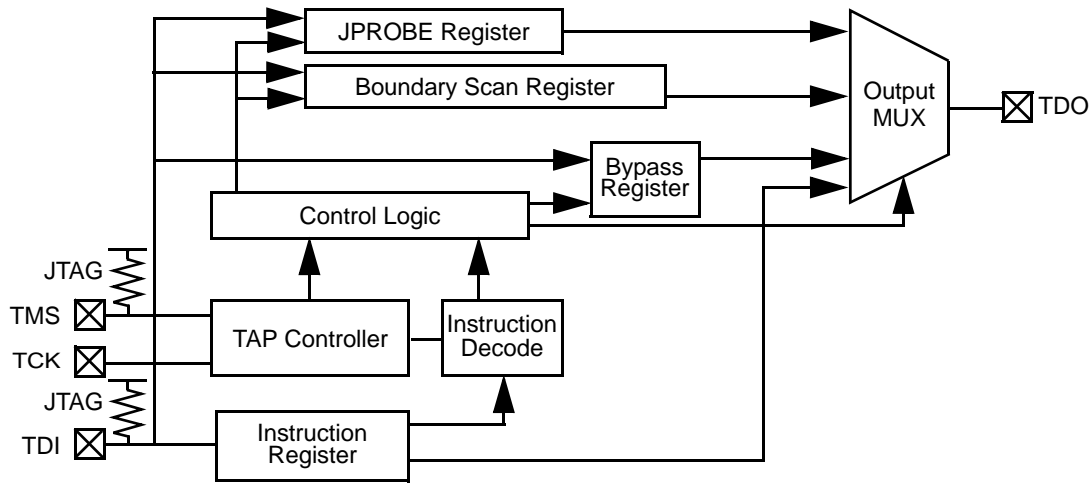 JPROBE Register
Boundary Scan Register
Output
MUX
TDO
Bypass
Register
Control Logic
JTAG
TMS
TAP Controller
Instruction
Decode
TCK
JTAG
TDI
Instruction
Register